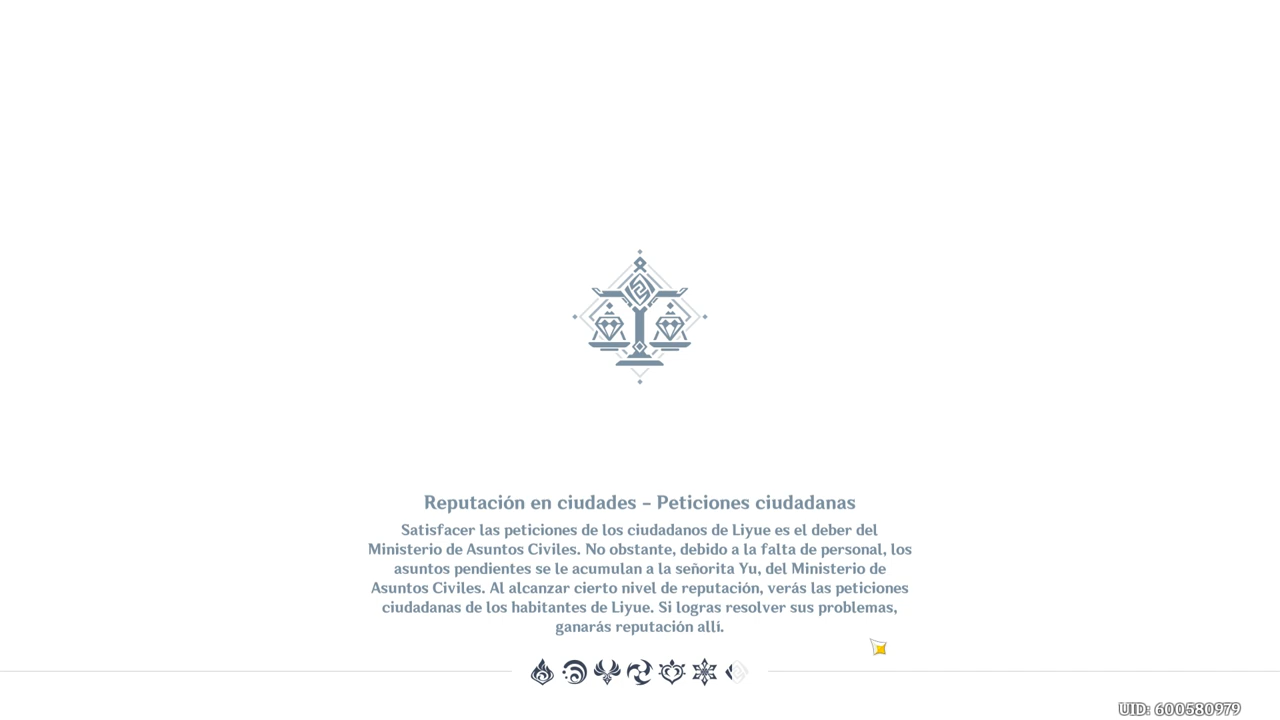 Reputación en ciudades – Peticiones ciudadanas
Satisfacer las peticiones de los ciudadanos de Liyue es el deber del
Ministerio de Asuntos Civiles. No obstante, debido a la falta de personal, los
asuntos pendientes se le acumulan a la señorita Yu, del Ministerio de
Asuntos Civiles. Al alcanzar cierto nivel de reputación, verás las peticiones
ciudadanas de los habitantes de Liyue. Si logras resolver sus problemas,
ganarás reputación allí.
UID: 600580979